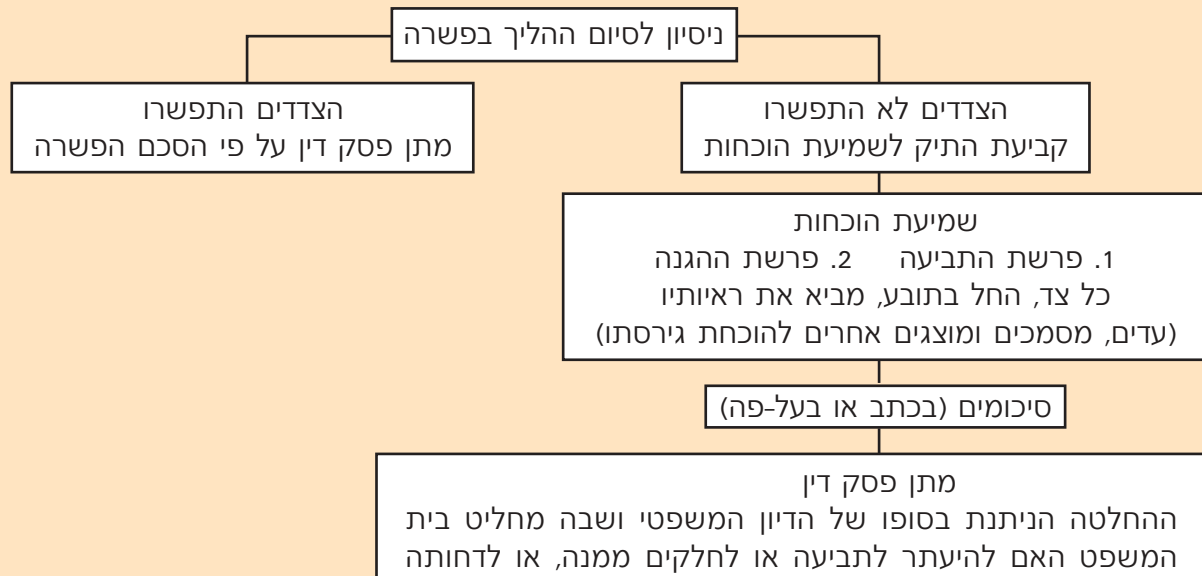 ניסיון לסיום ההליך בפשרה
הצדדים לא התפשרו
קביעת התיק לשמיעת הוכחות
הצדדים התפשרו
מתן פסק דין על פי הסכם הפשרה
שמיעת הוכחות
1. פרשת התביעה 2. פרשת ההגנה
כל צד, החל בתובע, מביא את ראיותיו
(עדים, מסמכים ומוצגים אחרים להוכחת גירסתו)
סיכומים (בכתב או בעל-פה)
מתן פסק דין
ההחלטה הניתנת בסופו של הדיון המשפטי ושבה מחליט בית
המשפט האם להיעתר לתביעה או לחלקים ממנה, או לדחותה